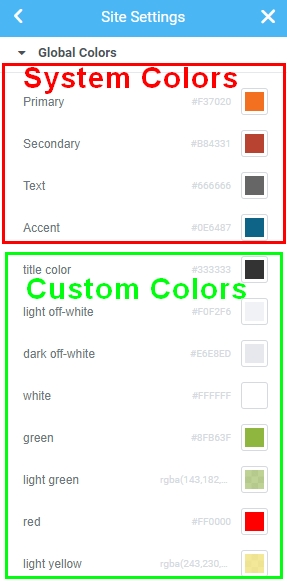 Site Settings
Global Colors
System Colors
Primary #F37020
Secondary #B84331
Text #666666
Accent #0E6487
title color #333333
Custom Colors
light off-white #F0F2F6
dark off-white #E6E8ED
white #FFFFFF
green #8FB63F
light green rgba(143,182,...
red #FF0000
light yellow rgba(243,230,...